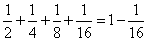 1/2 + 1/4 + 1/8 + 1/16 = 1 − 1/16